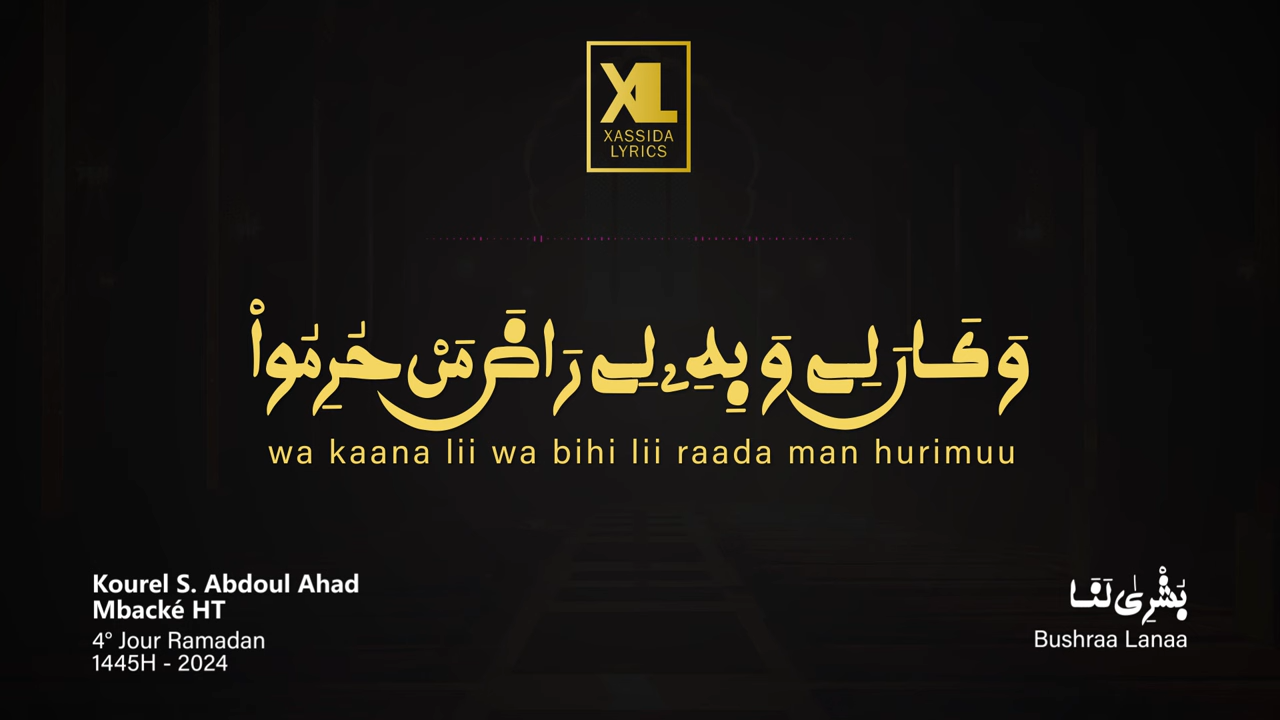 XL
XASSIDA
LYRICS
وَكَانَ لِے وَبِهِۦ لِے رَاضَ مَنْ حُرِمُواْ
wa kaana lii wa bihi lii raada man hurimuu
Kourel S. Abdoul Ahad
Mbacké HT
4° Jour Ramadan
1445H - 2024
بُشْرِىٰ لَنَا
Bushraa Lanaa